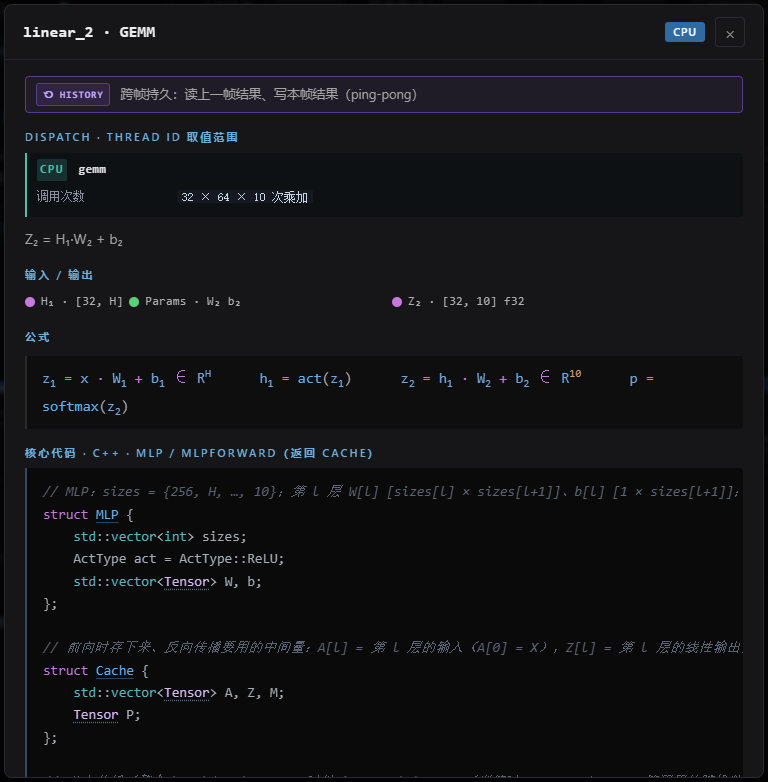 linear_2 · GEMM
CPU ×
HISTORY 跨帧持久：读上一帧结果、写本帧结果（ping-pong）
DISPATCH · THREAD ID 取值范围
CPU gemm
调用次数 32 × 64 × 10 次乘加
Z₂ = H₁·W₂ + b₂
输入 / 输出
H₁ · [32, H] Params · W₂ b₂ Z₂ · [32, 10] f32
公式
z₁ = x · W₁ + b₁ ∈ Rᴴ h₁ = act(z₁) z₂ = h₁ · W₂ + b₂ ∈ R¹⁰ p =
softmax(z₂)
核心代码 · C++ · MLP / MLPFORWARD (返回 CACHE)
// MLP：sizes = {256, H, …, 10}；第 l 层 W[l] [sizes[l] × sizes[l+1]]、b[l] [1 × sizes[l+1]]；
struct MLP {
std::vector<int> sizes;
ActType act = ActType::ReLU;
std::vector<Tensor> W, b;
};
// 前向时存下来、反向传播要用的中间量：A[l] = 第 l 层的输入（A[0] = X），Z[l] = 第 l 层的线性输出
struct Cache {
std::vector<Tensor> A, Z, M;
Tensor P;
};